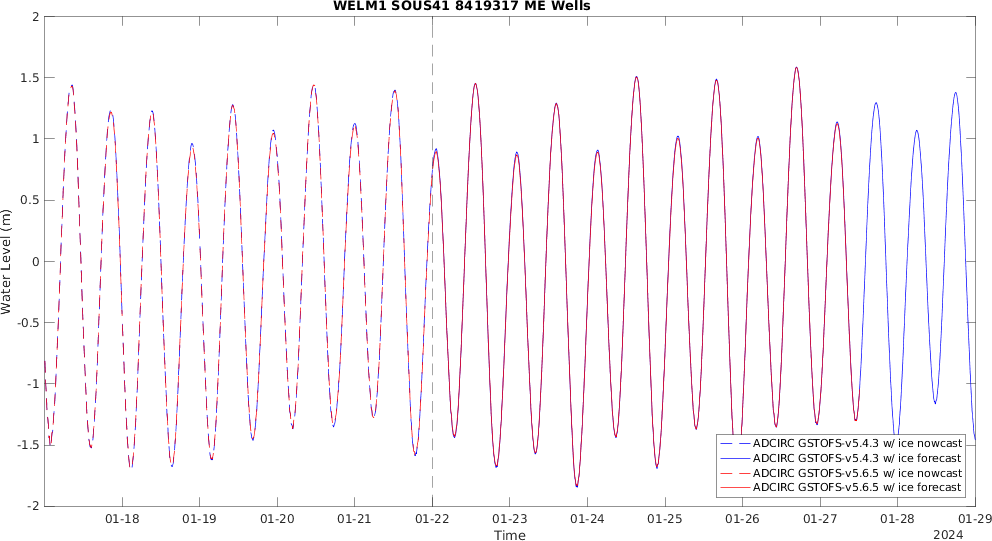 WELM1 SOUS41 8419317 ME Wells
2
1.5
1
0.5
0
-0.5
-1
-1.5
-2
Water Level (m)
ADCIRC GSTOFS-v5.4.3 w/ ice nowcast
ADCIRC GSTOFS-v5.4.3 w/ ice forecast
ADCIRC GSTOFS-v5.6.5 w/ ice nowcast
ADCIRC GSTOFS-v5.6.5 w/ ice forecast
01-18 01-19 01-20 01-21 01-22 01-23 01-24 01-25 01-26 01-27 01-28 01-29
Time
2024